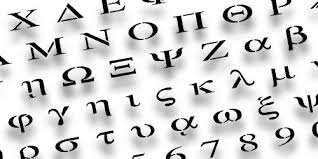 Χ Δ Ε Φ Γ
Λ Μ Ν Ο Π Θ Ρ
Ω Ξ Ψ Ζ α β
φ γ η ι ς κ λ μ
σ τ υ ω ξ ψ
6 7 8 9